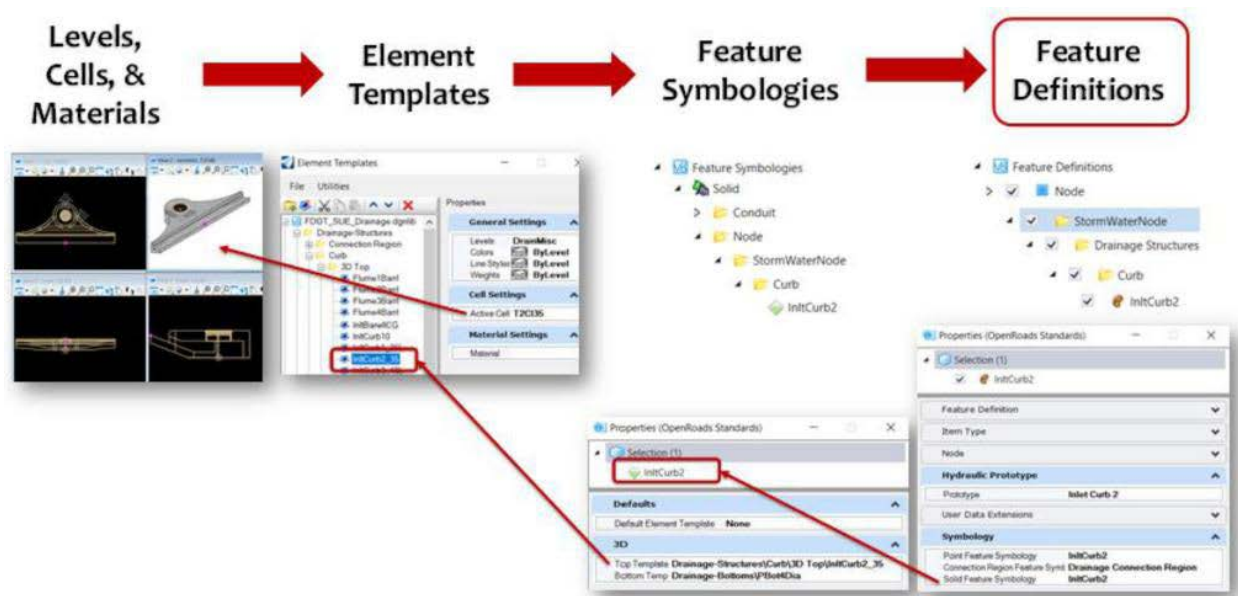 Levels,
Cells, &
Materials
Element
Templates
Feature
Symbologies
Feature
Definitions
Element Templates
File Utilities
FDOT_SUE_Drainage.dgnlib
Drainage-Structures
Connection Region
Curb
3D Top
Flume1Barf
Flume3Barf
Flume4Barf
InltCurb10
InltCurb2_35
Properties
General Settings
Levels DrainMisc
Colors ByLevel
Line Styles ByLevel
Weights ByLevel
Cell Settings
Active Cell T2CI35
Material Settings
Material
Feature Symbologies
Solid
Conduit
Node
StormWaterNode
Curb
InltCurb2
Feature Definitions
Node
StormWaterNode
Drainage Structures
Curb
InltCurb2
Properties (OpenRoads Standards)
Selection (1)
InltCurb2
Defaults
Default Element Template None
3D
Top Template Drainage-Structures\Curb\3D Top\InltCurb2_35
Bottom Temp Drainage-Bottoms\PBot4Dia
Properties (OpenRoads Standards)
Selection (1)
InltCurb2
Feature Definition
Item Type
Node
Hydraulic Prototype
Prototype Inlet Curb 2
User Data Extensions
Symbology
Point Feature Symbology InltCurb2
Connection Region Feature Symb Drainage Connection Region
Solid Feature Symbology InltCurb2